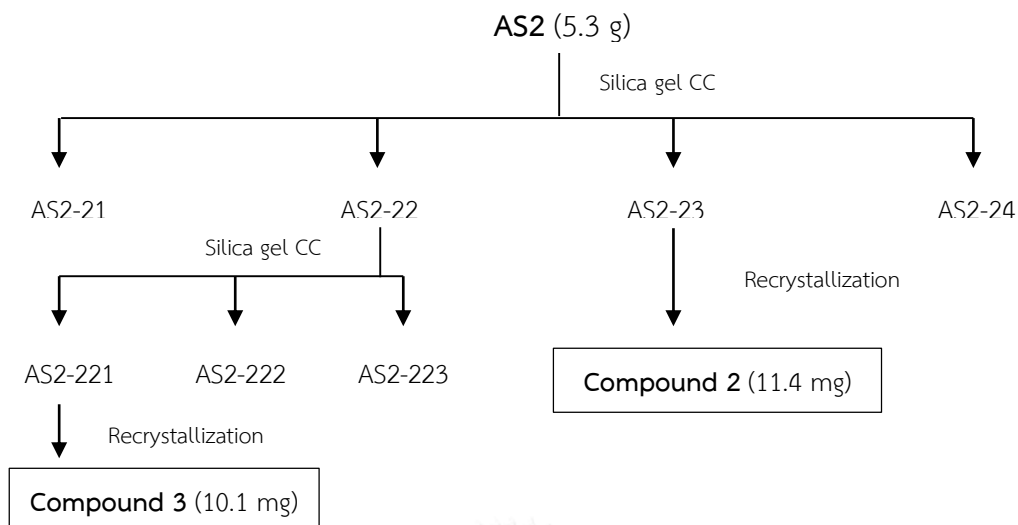 AS2 (5.3 g)
Silica gel CC
AS2-21
AS2-22
AS2-23
AS2-24
Silica gel CC
Recrystallization
AS2-221
AS2-222
AS2-223
Compound 2 (11.4 mg)
Recrystallization
Compound 3 (10.1 mg)